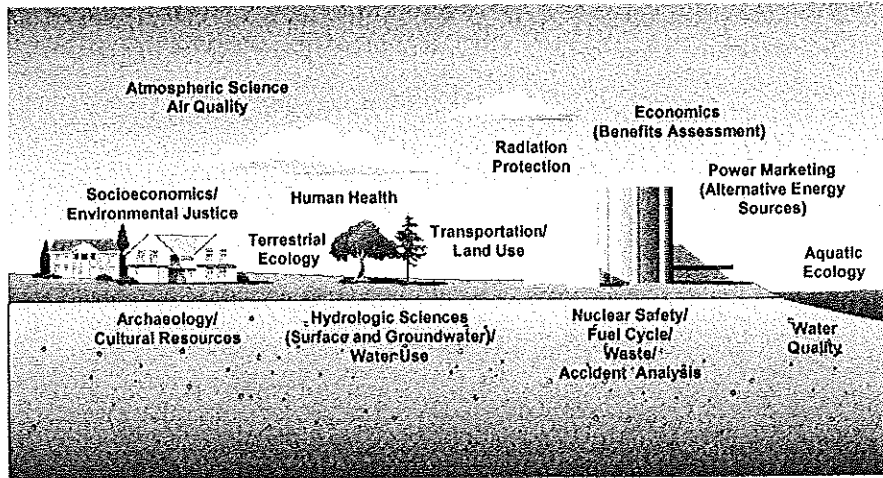 Atmospheric Science
Air Quality
Economics
(Benefits Assessment)
Radiation
Protection
Power Marketing
(Alternative Energy
Sources)
Socioeconomics/
Environmental Justice
Human Health
Terrestrial
Ecology
Transportation/
Land Use
Aquatic
Ecology
Archaeology/
Cultural Resources
Hydrologic Sciences
(Surface and Groundwater)/
Water Use
Nuclear Safety/
Fuel Cycle/
Waste/
Accident Analysis
Water
Quality